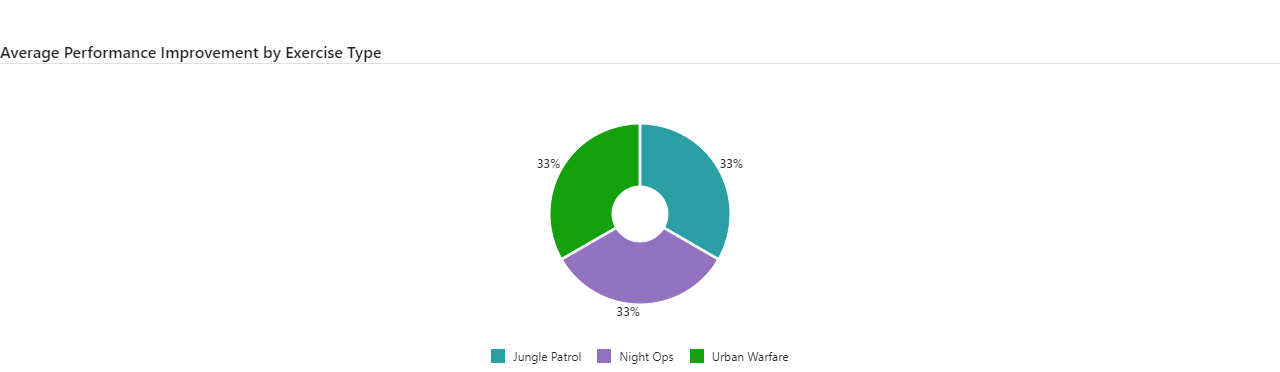 Average Performance Improvement by Exercise Type
33%
33%
33%
Jungle Patrol
Night Ops
Urban Warfare